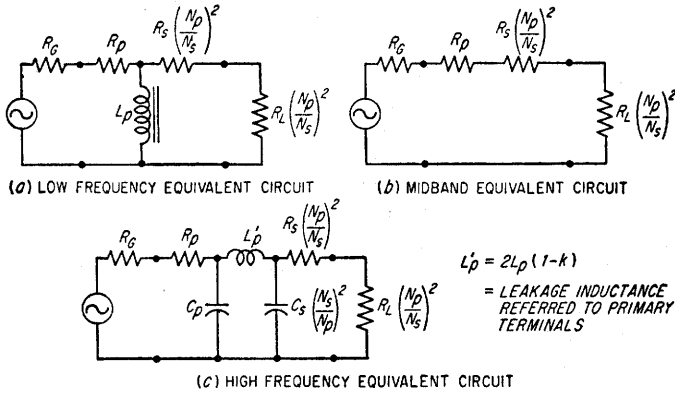 R_G R_P R_S (N_P/N_S)^2
L_P R_L (N_P/N_S)^2
(a) LOW FREQUENCY EQUIVALENT CIRCUIT
R_G R_P R_S (N_P/N_S)^2
R_L (N_P/N_S)^2
(b) MIDBAND EQUIVALENT CIRCUIT
R_G R_P L'_P R_S (N_P/N_S)^2
C_P C_S (N_S/N_P)^2 R_L (N_P/N_S)^2
L'_P = 2L_P (1-k)
= LEAKAGE INDUCTANCE
REFERRED TO PRIMARY
TERMINALS
(c) HIGH FREQUENCY EQUIVALENT CIRCUIT